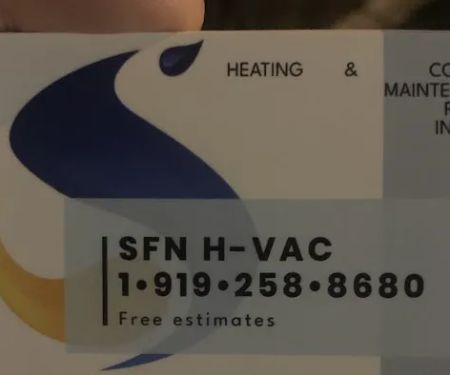 HEATING &
SFN H-VAC
1•919•258•8680
Free estimates